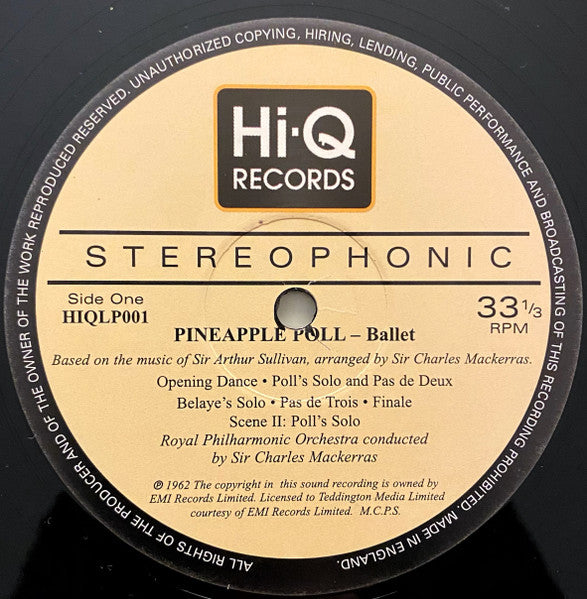 ALL RIGHTS OF THE PRODUCER AND OF THE OWNER OF THE WORK REPRODUCED RESERVED. UNAUTHORIZED COPYING, HIRING, LENDING, PUBLIC PERFORMANCE AND BROADCASTING OF THIS RECORDING PROHIBITED. MADE IN ENGLAND.
Hi·Q
RECORDS
STEREOPHONIC
Side One
HIQLP001
33 1/3
RPM
PINEAPPLE POLL – Ballet
Based on the music of Sir Arthur Sullivan, arranged by Sir Charles Mackerras.
Opening Dance • Poll's Solo and Pas de Deux
Belaye's Solo • Pas de Trois • Finale
Scene II: Poll's Solo
Royal Philharmonic Orchestra conducted
by Sir Charles Mackerras
℗ 1962 The copyright in this sound recording is owned by
EMI Records Limited. Licensed to Teddington Media Limited
courtesy of EMI Records Limited. M.C.P.S.